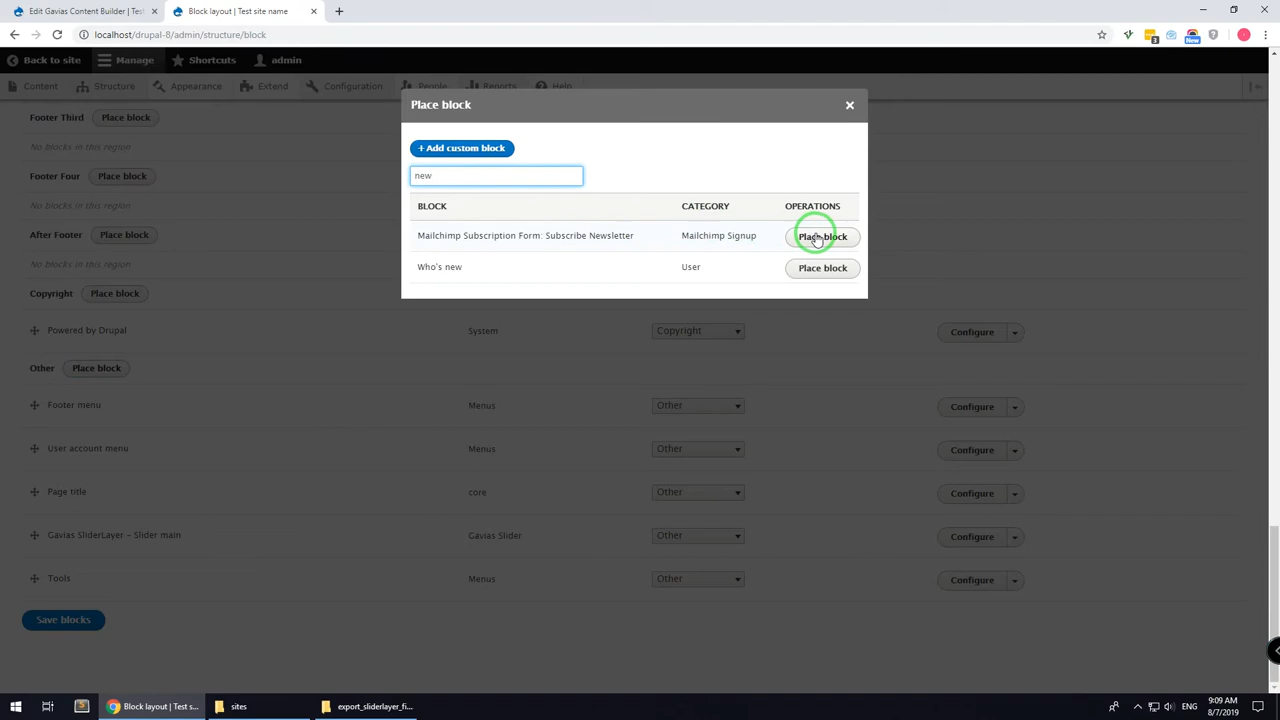 Edit Gavias Content Builder | Test
Block layout | Test site name
localhost/drupal-8/admin/structure/block
3
New
Back to site
Manage
Shortcuts
admin
Content
Structure
Appearance
Extend
Configuration
People
Reports
Help
Place block
+ Add custom block
new
BLOCK CATEGORY OPERATIONS
Mailchimp Subscription Form: Subscribe Newsletter Mailchimp Signup Place block
Who's new User Place block
Footer Third Place block
No blocks in this region
Footer Four Place block
No blocks in this region
After Footer Place block
No blocks in this region
Copyright Place block
Powered by Drupal System Copyright Configure
Other Place block
Footer menu Menus Other Configure
User account menu Menus Other Configure
Page title core Other Configure
Gavias SliderLayer – Slider main Gavias Slider Other Configure
Tools Menus Other Configure
Save blocks
Block layout | Test s...
sites
export_sliderlayer_fi...
ENG
9:09 AM
8/7/2019